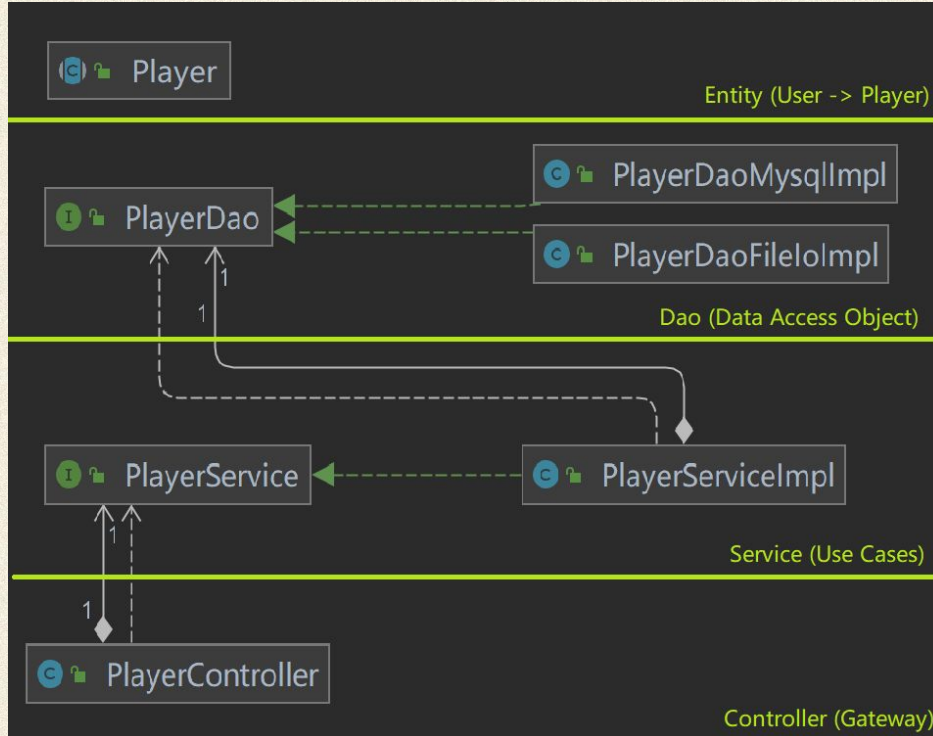 C Player
Entity (User -> Player)
C PlayerDaoMysqlImpl
I PlayerDao
C PlayerDaoFileIoImpl
1
1
Dao (Data Access Object)
I PlayerService
C PlayerServiceImpl
1
Service (Use Cases)
1
C PlayerController
Controller (Gateway)